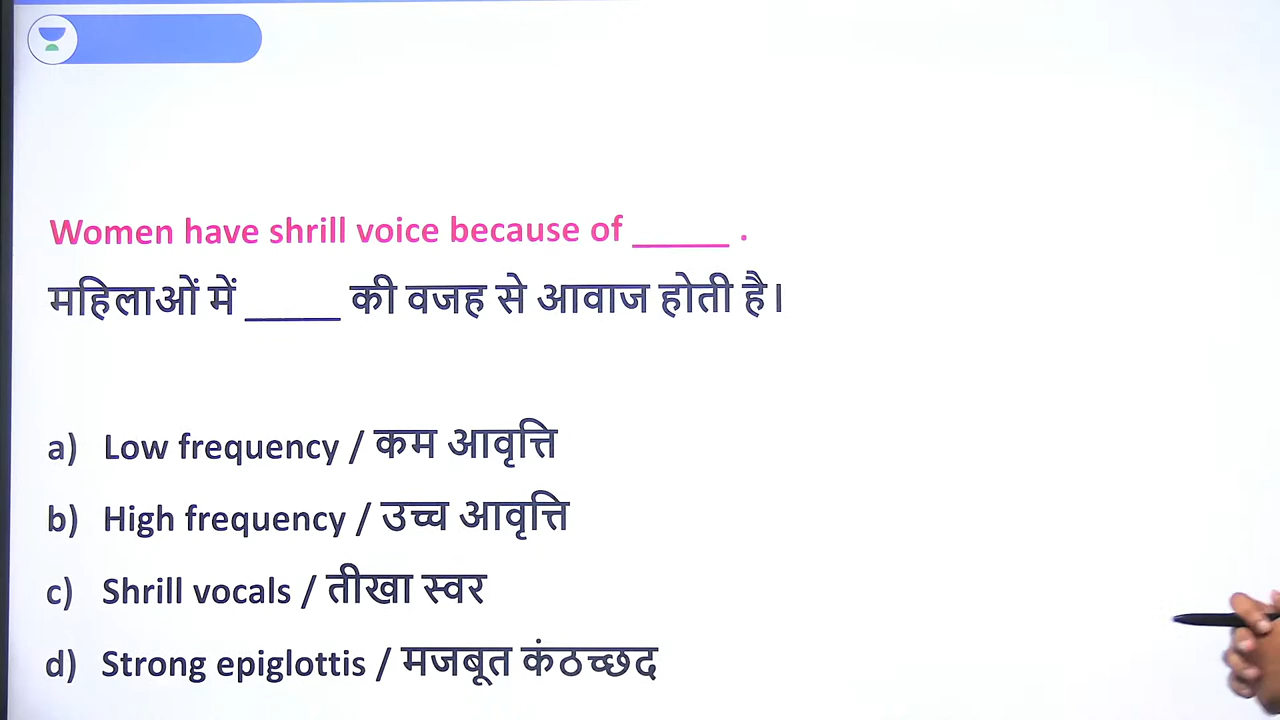 Women have shrill voice because of _____ .
महिलाओं में _____ की वजह से आवाज होती है।
a) Low frequency / कम आवृत्ति
b) High frequency / उच्च आवृत्ति
c) Shrill vocals / तीखा स्वर
d) Strong epiglottis / मजबूत कंठच्छद